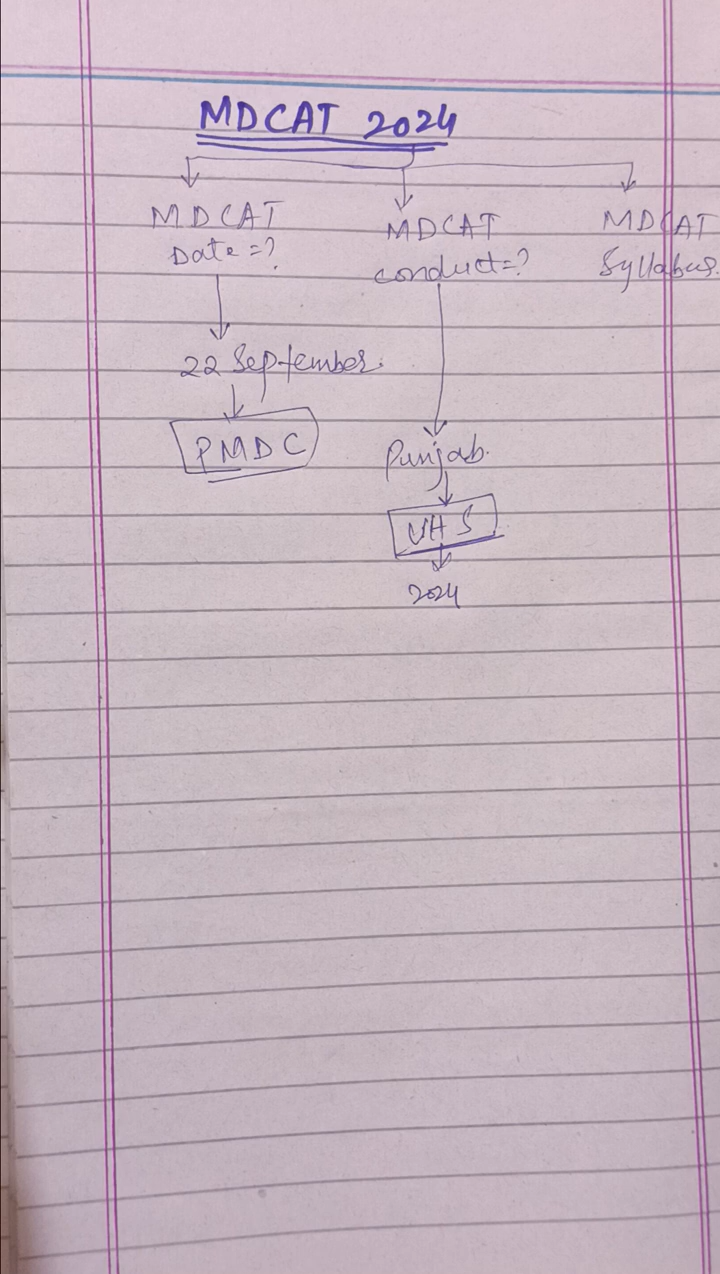 MDCAT 2024
MDCAT
Date=?
22 September.
PMDC
MDCAT
conduct=?
Punjab.
UHS
2024
MDCAT
Syllabus.